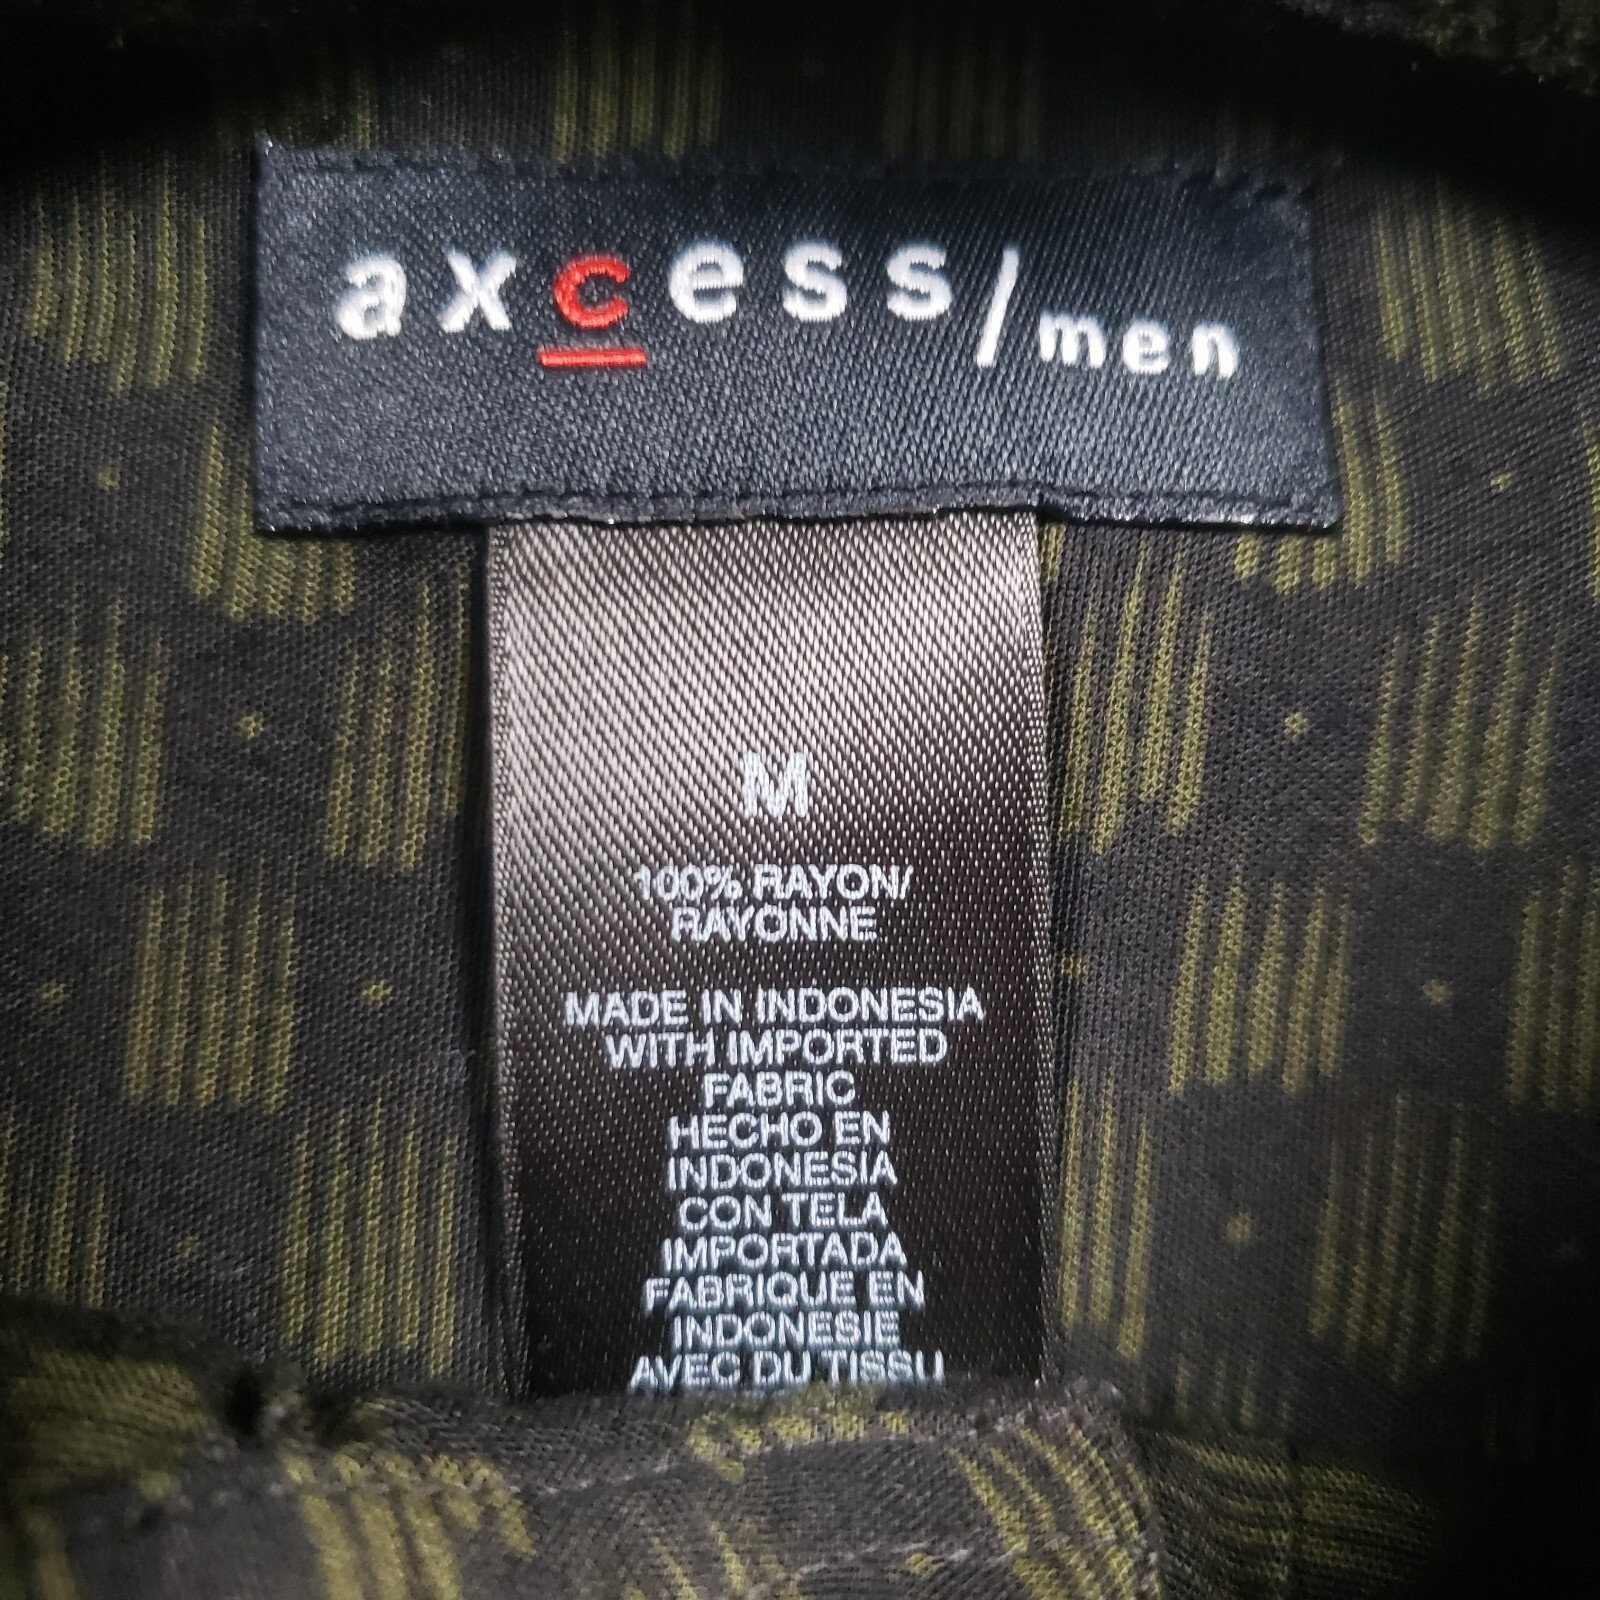 axcess/men
M
100% RAYON/
RAYONNE
MADE IN INDONESIA
WITH IMPORTED
FABRIC
HECHO EN
INDONESIA
CON TELA
IMPORTADA
FABRIQUE EN
INDONESIE
AVEC DU TISSU